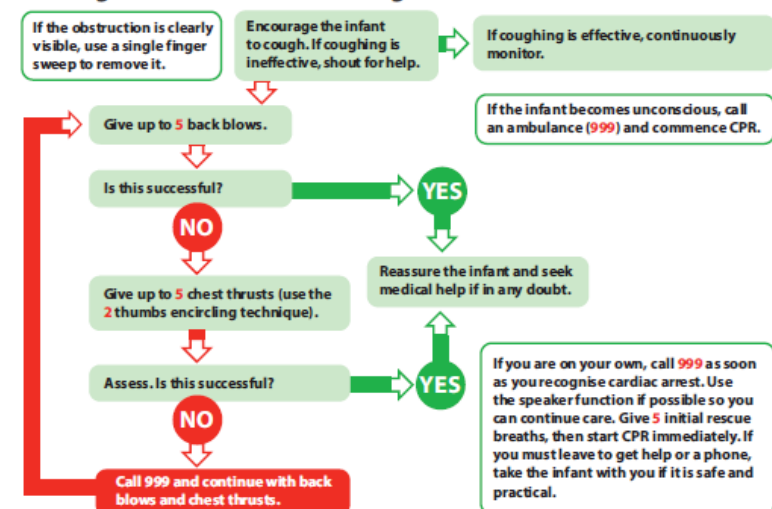 If the obstruction is clearly
visible, use a single finger
sweep to remove it.
Encourage the infant
to cough. If coughing is
ineffective, shout for help.
If coughing is effective, continuously
monitor.
If the infant becomes unconscious, call
an ambulance (999) and commence CPR.
Give up to 5 back blows.
Is this successful?
YES
NO
Reassure the infant and seek
medical help if in any doubt.
Give up to 5 chest thrusts (use the
2 thumbs encircling technique).
Assess. Is this successful?
YES
NO
Call 999 and continue with back
blows and chest thrusts.
If you are on your own, call 999 as soon
as you recognise cardiac arrest. Use
the speaker function if possible so you
can continue care. Give 5 initial rescue
breaths, then start CPR immediately. If
you must leave to get help or a phone,
take the infant with you if it is safe and
practical.